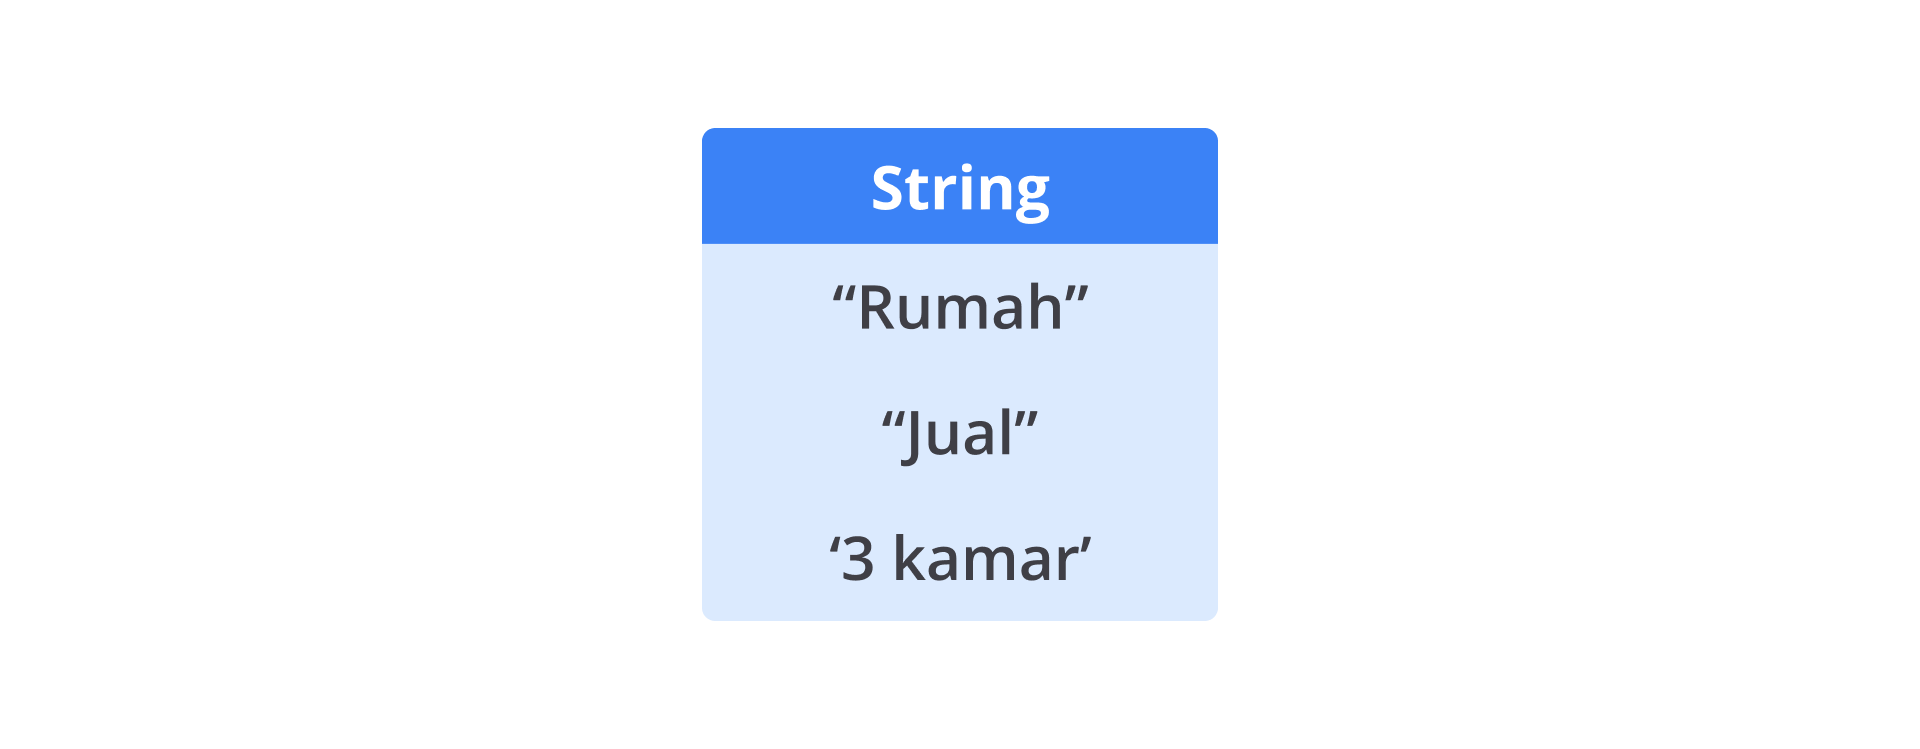 String
“Rumah”
“Jual”
‘3 kamar’